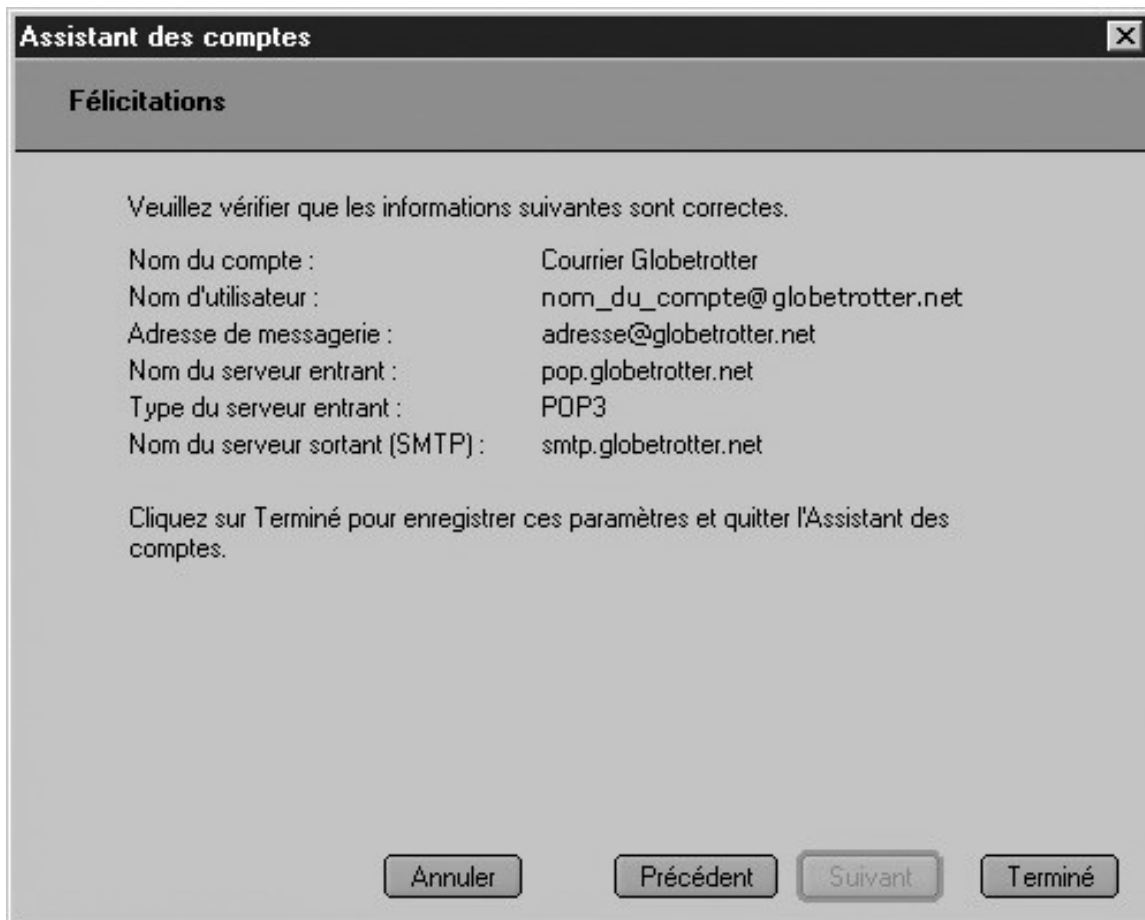 Assistant des comptes
Félicitations
Veuillez vérifier que les informations suivantes sont correctes.
Nom du compte : Courrier Globetrotter
Nom d'utilisateur : nom_du_compte@globetrotter.net
Adresse de messagerie : adresse@globetrotter.net
Nom du serveur entrant : pop.globetrotter.net
Type du serveur entrant : POP3
Nom du serveur sortant (SMTP) : smtp.globetrotter.net
Cliquez sur Terminé pour enregistrer ces paramètres et quitter l'Assistant des
comptes.
Annuler Précédent Suivant Terminé